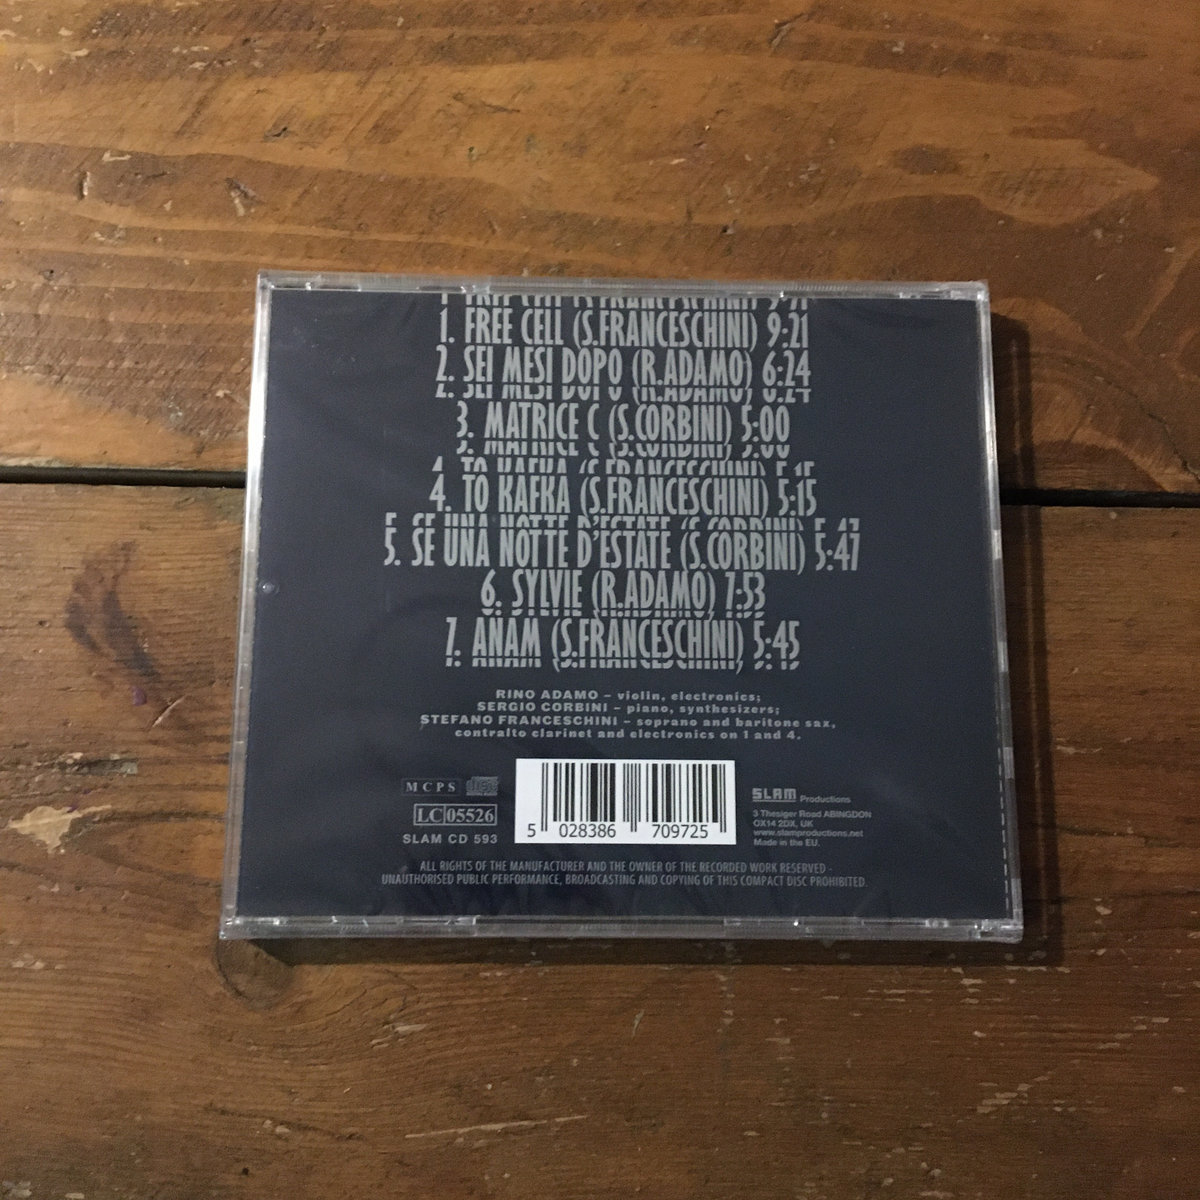 1. FREE CELL (S.FRANCESCHINI) 9:21
2. SEI MESI DOPO (R.ADAMO) 6:24
3. MATRICE C (S.CORBINI) 5:00
4. TO KAFKA (S.FRANCESCHINI) 5:15
5. SE UNA NOTTE D'ESTATE (S.CORBINI) 5:47
6. SYLVIE (R.ADAMO) 7:53
7. ANAM (S.FRANCESCHINI) 5:45
RINO ADAMO – violin, electronics;
SERGIO CORBINI – piano, synthesizers;
STEFANO FRANCESCHINI – soprano and baritone sax,
contralto clarinet and electronics on 1 and 4.
MCPS
LC 05526
SLAM CD 593
5 028386 709725
SLAM Productions
3 Thesiger Road ABINGDON
OX14 2DX, UK
www.slamproductions.net
Made in the EU.
ALL RIGHTS OF THE MANUFACTURER AND THE OWNER OF THE RECORDED WORK RESERVED -
UNAUTHORISED PUBLIC PERFORMANCE, BROADCASTING AND COPYING OF THIS COMPACT DISC PROHIBITED.